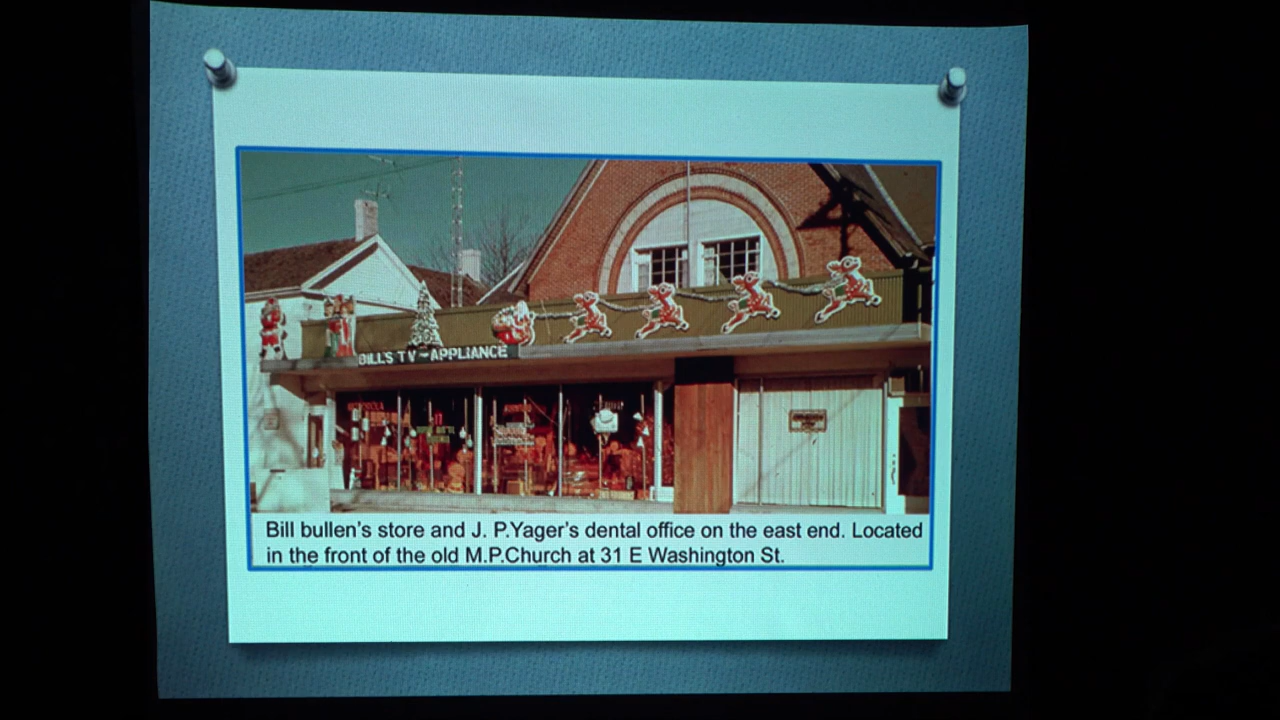 BILL'S TV - APPLIANCE
Bill bullen's store and J. P.Yager's dental office on the east end. Located
in the front of the old M.P.Church at 31 E Washington St.